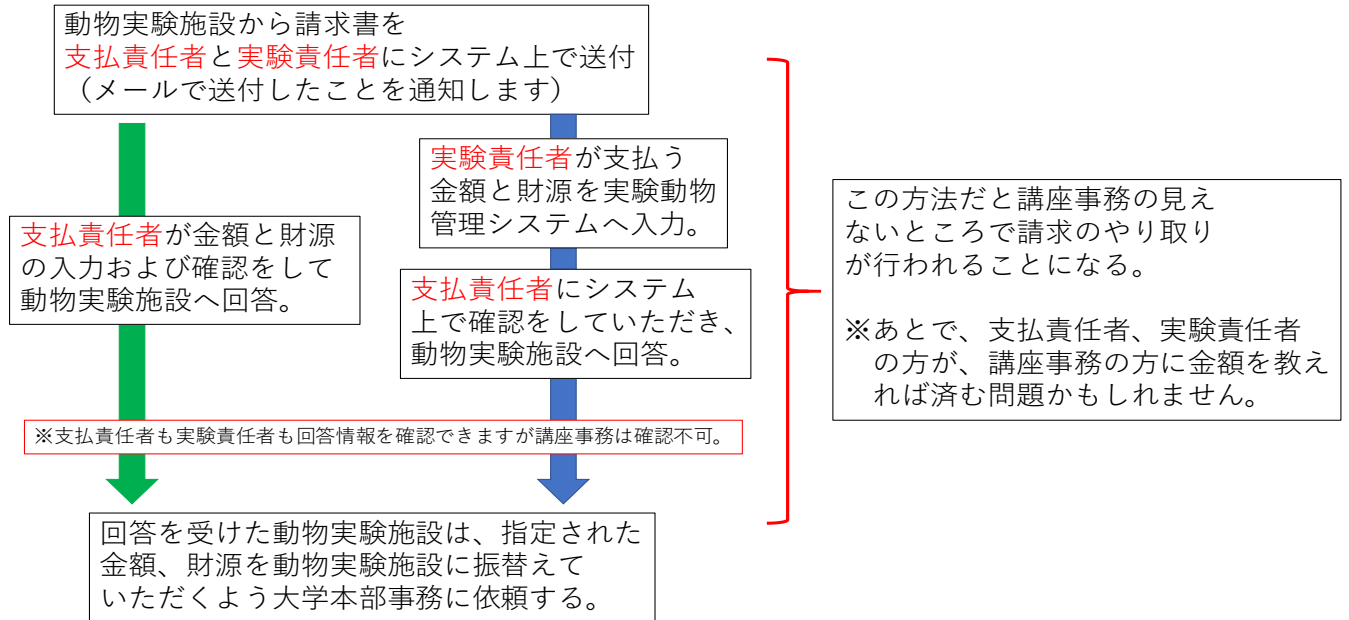 動物実験施設から請求書を
支払責任者と実験責任者にシステム上で送付
（メールで送付したことを通知します）
支払責任者が金額と財源
の入力および確認をして
動物実験施設へ回答。
実験責任者が支払う
金額と財源を実験動物
管理システムへ入力。
支払責任者にシステム
上で確認をしていただき、
動物実験施設へ回答。
※支払責任者も実験責任者も回答情報を確認できますが講座事務は確認不可。
回答を受けた動物実験施設は、指定された
金額、財源を動物実験施設に振替えて
いただくよう大学本部事務に依頼する。
この方法だと講座事務の見え
ないところで請求のやり取り
が行われることになる。
※あとで、支払責任者、実験責任者
の方が、講座事務の方に金額を教え
れば済む問題かもしれません。